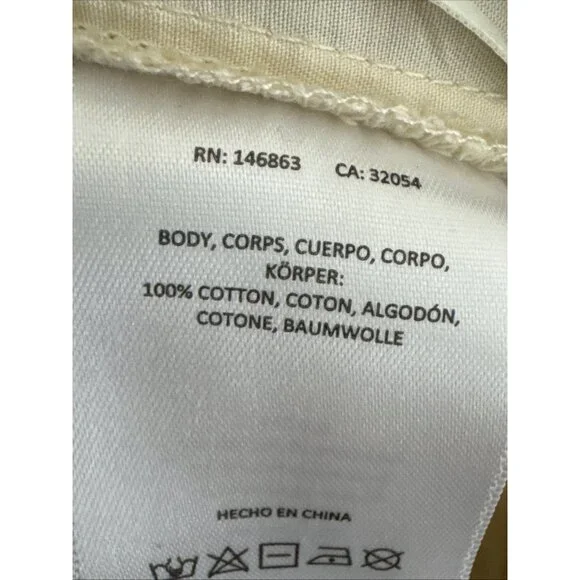 RN: 146863 CA: 32054
BODY, CORPS, CUERPO, CORPO,
KÖRPER:
100% COTTON, COTON, ALGODÓN,
COTONE, BAUMWOLLE
HECHO EN CHINA